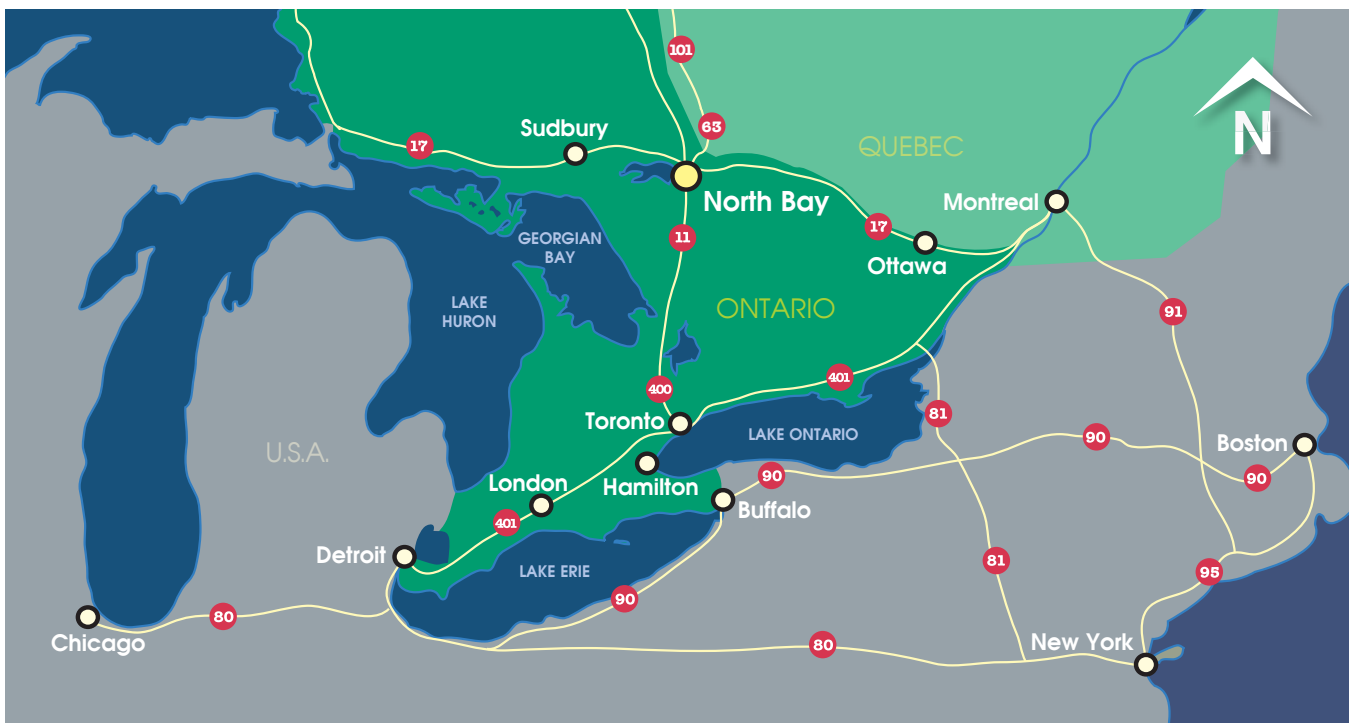 101
63
N
Sudbury
17
QUEBEC
North Bay
Montreal
17
11
GEORGIAN
BAY
Ottawa
LAKE
HURON
ONTARIO
91
401
400
81
Toronto
LAKE ONTARIO
90
Boston
U.S.A.
90
90
London
Hamilton
Buffalo
401
Detroit
LAKE ERIE
81
95
90
80
Chicago
80
New York